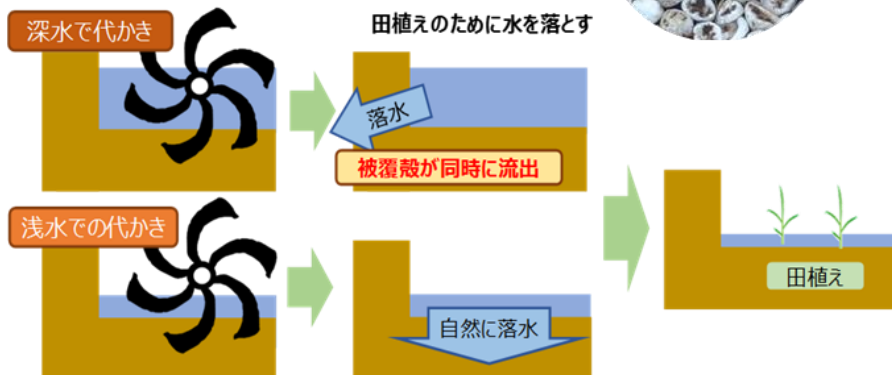 深水で代かき
田植えのために水を落とす
落水
被覆殻が同時に流出
浅水での代かき
自然に落水
田植え